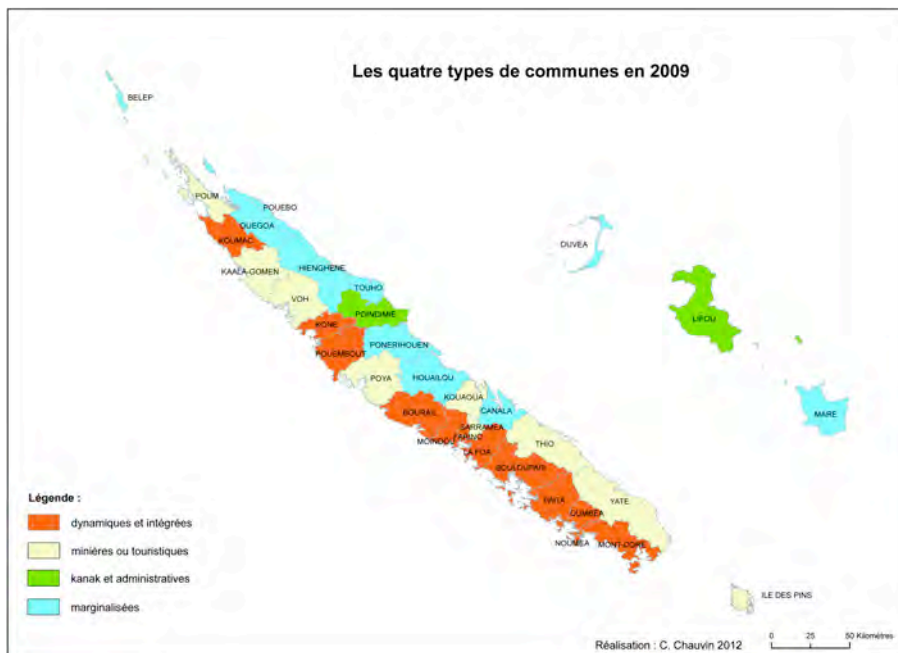 Les quatre types de communes en 2009
BELEP
POUM
POUEBO
OUEGOA
KOUMAC
OUVEA
HIENGHENE
KAALA-GOMEN
TOUHO
VOH
LIFOU
POINDIMIE
KONE
PONERIHOUEN
POUEMBOUT
POYA
HOUAILOU
KOUAOUA
MARE
BOURAIL
CANALA
SARRAMEA
FARINO
MOINDOU
THIO
LA FOA
BOULOUPARI
Légende :
PAITA
YATE
dynamiques et intégrées
DUMBEA
NOUMEA
MONT-DORE
minières ou touristiques
kanak et administratives
ILE DES PINS
marginalisées
0 25 50 Kilomètres
Réalisation : C. Chauvin 2012